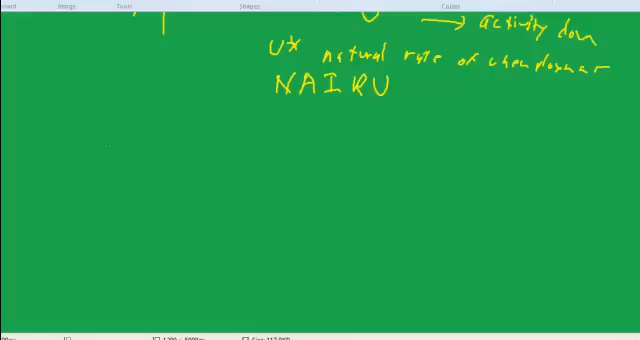 Image Tools Shapes Colors
→ activity down
U* natural rate of unemployment
NAIRU